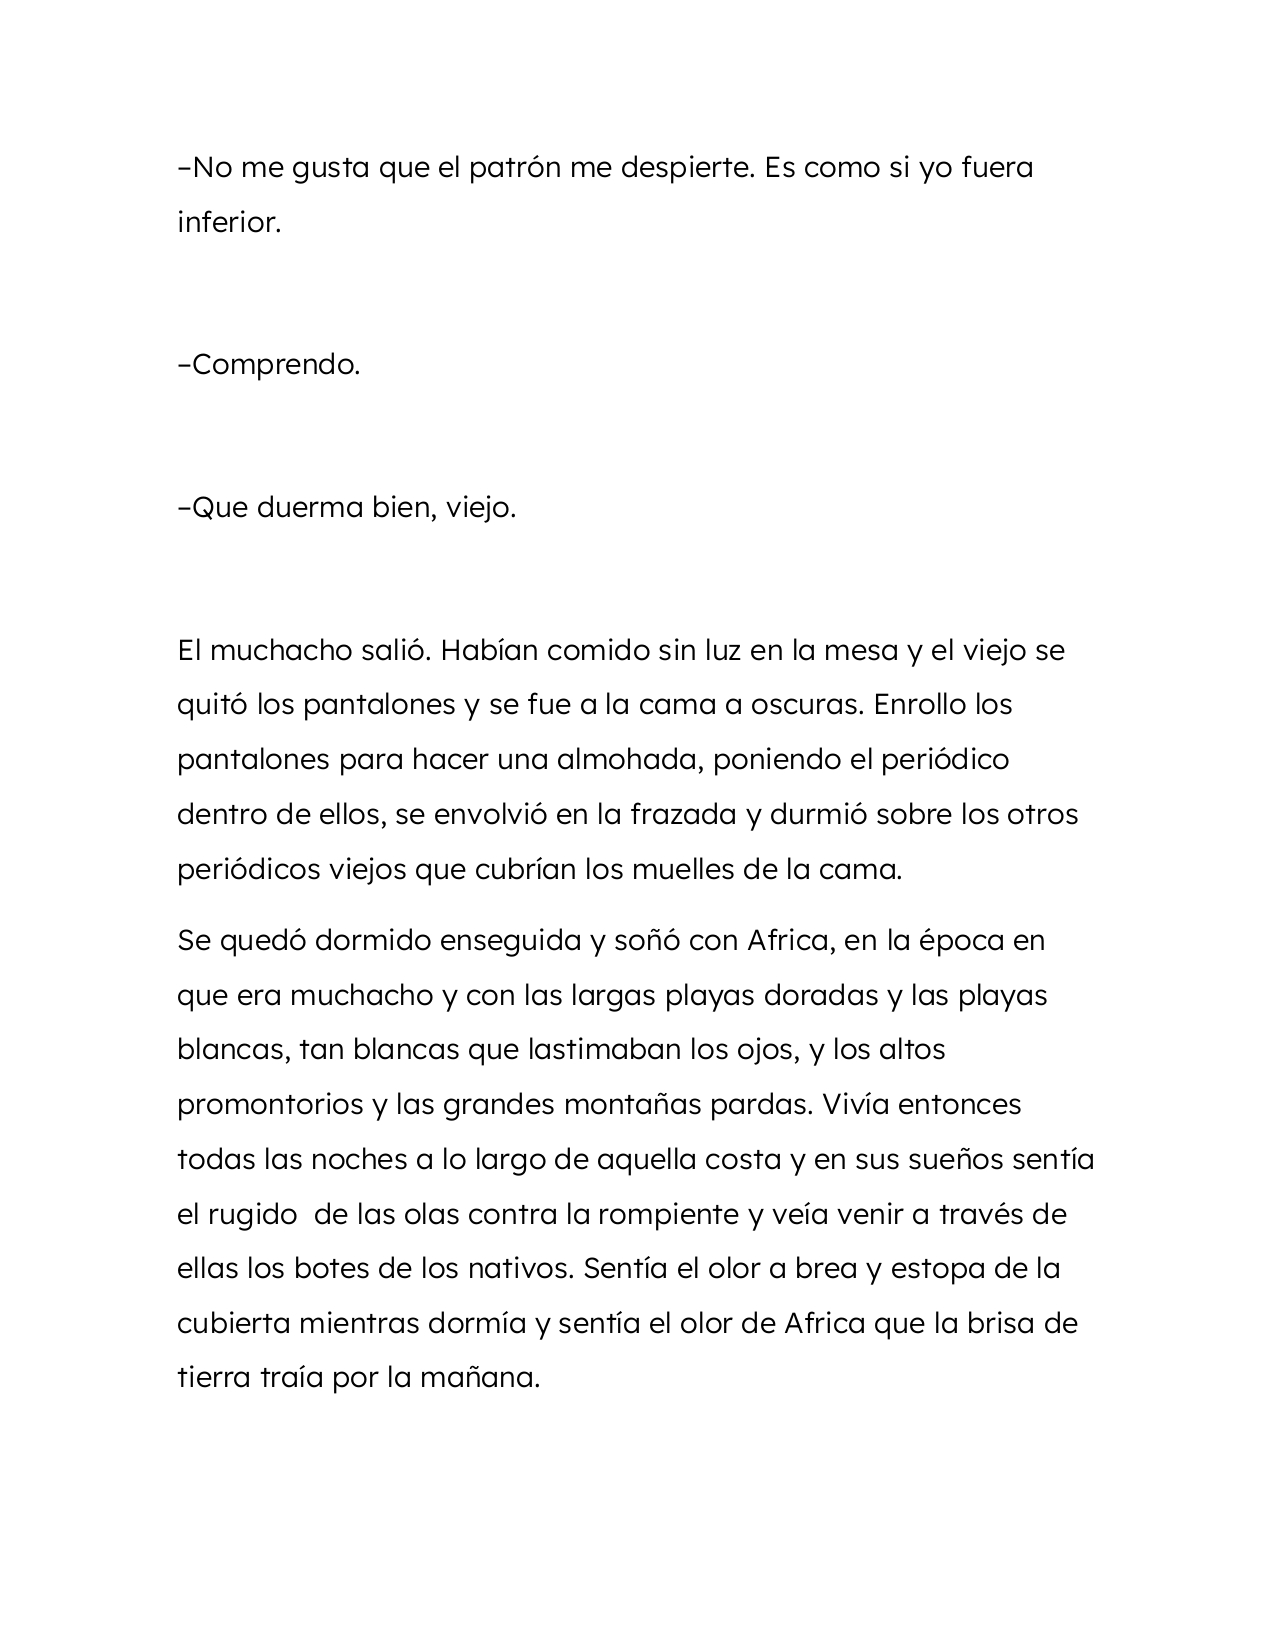 –No me gusta que el patrón me despierte. Es como si yo fuera
inferior.
–Comprendo.
–Que duerma bien, viejo.
El muchacho salió. Habían comido sin luz en la mesa y el viejo se
quitó los pantalones y se fue a la cama a oscuras. Enrollo los
pantalones para hacer una almohada, poniendo el periódico
dentro de ellos, se envolvió en la frazada y durmió sobre los otros
periódicos viejos que cubrían los muelles de la cama.
Se quedó dormido enseguida y soñó con Africa, en la época en
que era muchacho y con las largas playas doradas y las playas
blancas, tan blancas que lastimaban los ojos, y los altos
promontorios y las grandes montañas pardas. Vivía entonces
todas las noches a lo largo de aquella costa y en sus sueños sentía
el rugido  de las olas contra la rompiente y veía venir a través de
ellas los botes de los nativos. Sentía el olor a brea y estopa de la
cubierta mientras dormía y sentía el olor de Africa que la brisa de
tierra traía por la mañana.